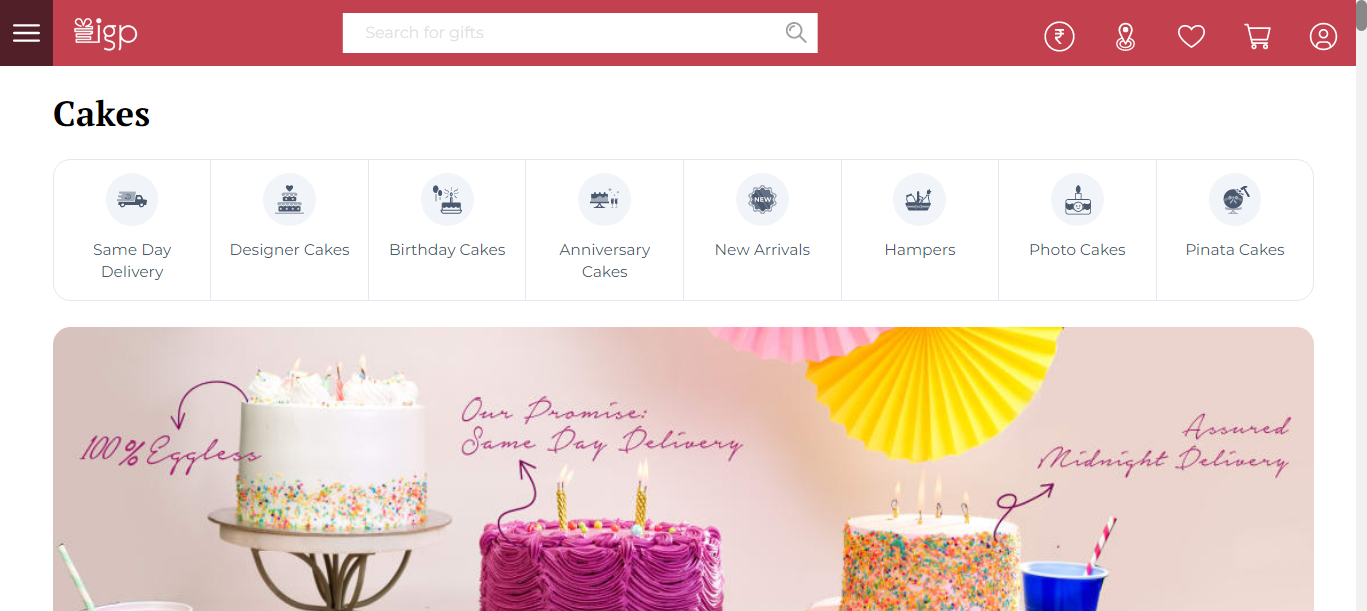 igp
Search for gifts
Cakes
Same Day
Delivery
Designer Cakes
Birthday Cakes
Anniversary
Cakes
NEW
New Arrivals
Hampers
Photo Cakes
Pinata Cakes
100% Eggless
Our Promise:
Same Day Delivery
Assured
Midnight Delivery